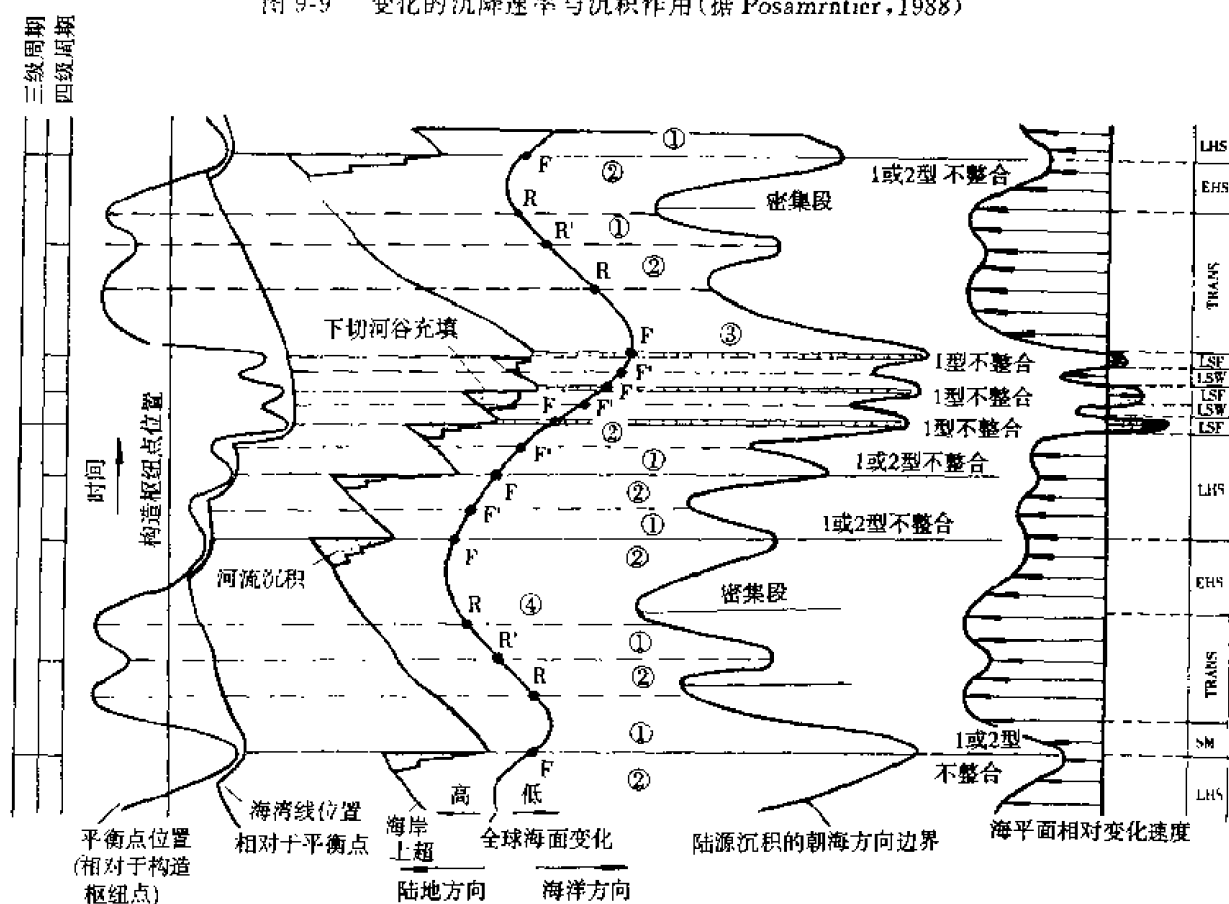 图 9-9 变化的沉降速率与沉积作用(据 Posamrntier,1988)
三级周期
四级周期
①
F
LHS
②
1或2型 不整合
EHS
R
密集段
R'
①
②
R
TRANS
下切河谷充填
③
F
1型不整合
LSF
F'
LSW
F
1型不整合
LSF
F'
LSW
F
②
1型不整合
LSF
时间
构造枢纽点位置
F'
①
1或2型不整合
F
②
LHS
F'
①
1或2型不整合
F
②
河流沉积
EHS
密集段
R
④
R'
①
②
R
TRANS
①
1或2型
不整合
SM
F
②
LHS
高
低
平衡点位置
(相对于构造
枢纽点)
海湾线位置
相对于平衡点
海岸
上超
全球海面变化
陆源沉积的朝海方向边界
海平面相对变化速度
陆地方向
海洋方向